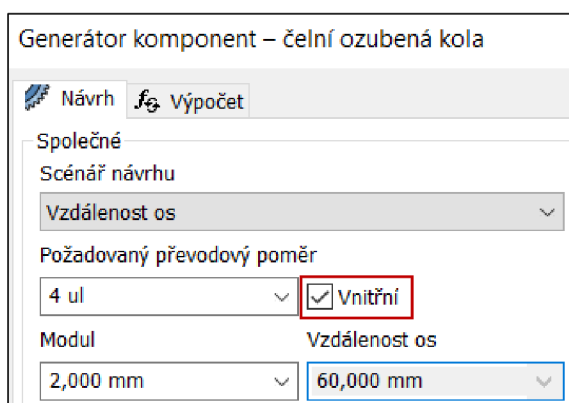 Generátor komponent – čelní ozubená kola
Návrh Výpočet
Společné
Scénář návrhu
Vzdálenost os
Požadovaný převodový poměr
4 ul Vnitřní
Modul Vzdálenost os
2,000 mm 60,000 mm